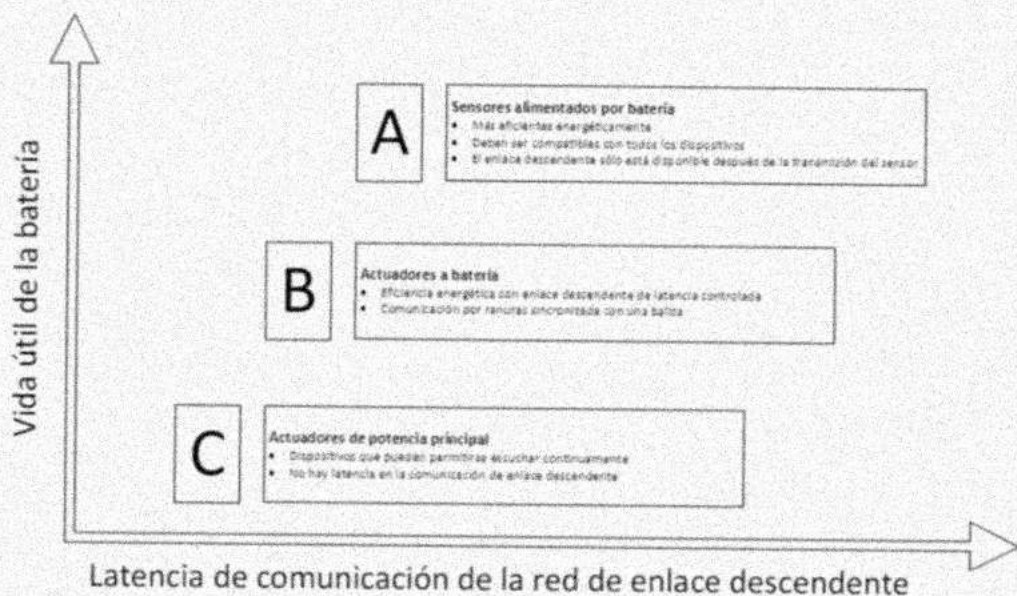 Vida útil de la batería
A
Sensores alimentados por batería
• Más eficientes energéticamente
• Deben ser compatibles con todos los dispositivos
• El enlace descendente sólo está disponible después de la transmisión del sensor
B
Actuadores a batería
• Eficiencia energética con enlace descendente de latencia controlada
• Comunicación por ranuras sincronizada con una baliza
C
Actuadores de potencia principal
• Dispositivos que pueden permitirse escuchar continuamente
• No hay latencia en la comunicación de enlace descendente
Latencia de comunicación de la red de enlace descendente